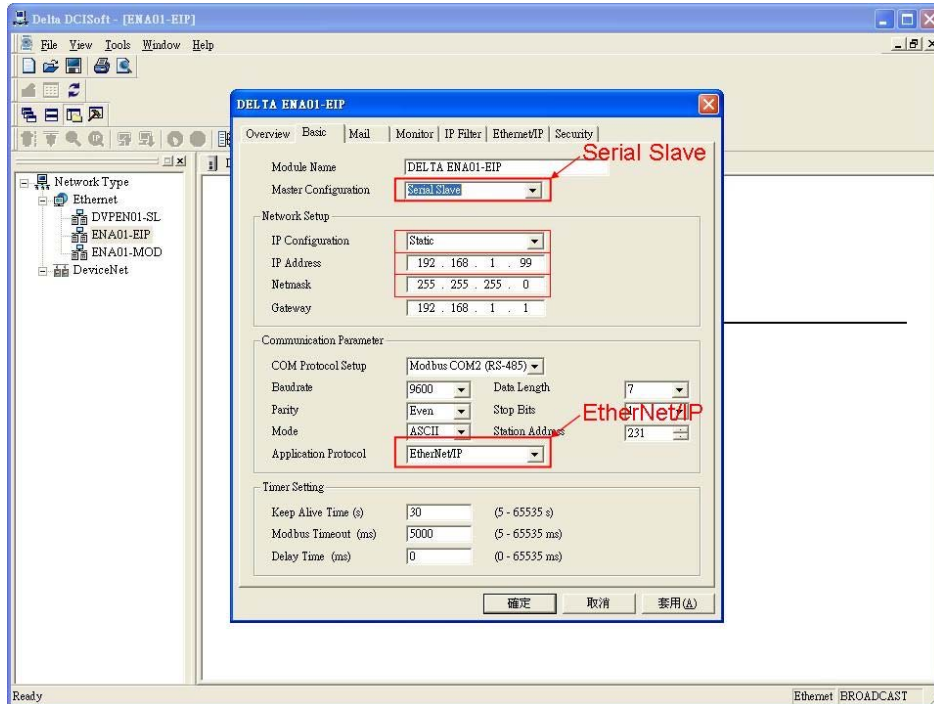 Delta DCISoft - [ENA01-EIP]
File View Tools Window Help
Network Type
Ethernet
DVPEN01-SL
ENA01-EIP
ENA01-MOD
DeviceNet
DELTA ENA01-EIP
Overview Basic Mail Monitor IP Filter Ethernet/IP Security
Serial Slave
Module Name DELTA ENA01-EIP
Master Configuration Serial Slave
Network Setup
IP Configuration Static
IP Address 192 . 168 . 1 . 99
Netmask 255 . 255 . 255 . 0
Gateway 192 . 168 . 1 . 1
Communication Parameter
COM Protocol Setup Modbus COM2 (RS-485)
Baudrate 9600 Data Length 7
Parity Even Stop Bits
EtherNet/IP
Mode ASCII Station Address 231
Application Protocol EtherNet/IP
Timer Setting
Keep Alive Time (s) 30 (5 - 65535 s)
Modbus Timeout (ms) 5000 (5 - 65535 ms)
Delay Time (ms) 0 (0 - 65535 ms)
確定 取消 套用(A)
Ready Ethernet BROADCAST